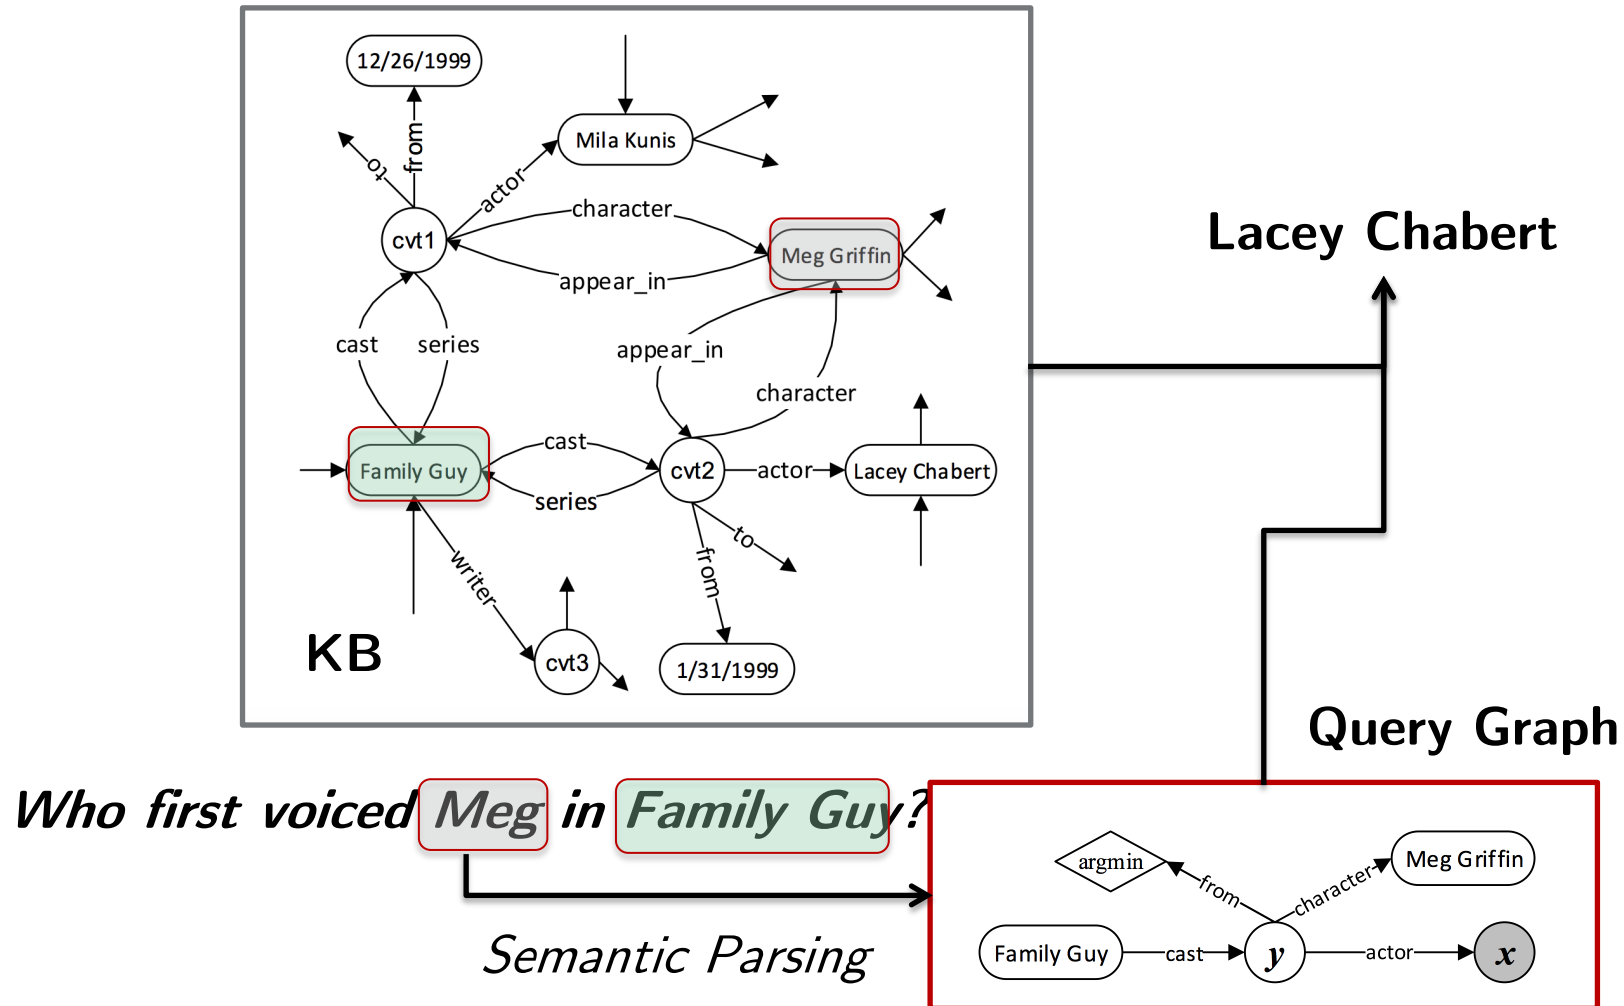 12/26/1999
Mila Kunis
to
from
actor
character
cvt1
Meg Griffin
appear_in
cast
series
appear_in
character
Family Guy
cast
cvt2
actor
Lacey Chabert
series
to
from
writer
KB
cvt3
1/31/1999
Lacey Chabert
Query Graph
Who first voiced Meg in Family Guy?
Semantic Parsing
argmin
Meg Griffin
from
character
Family Guy
cast
y
actor
x